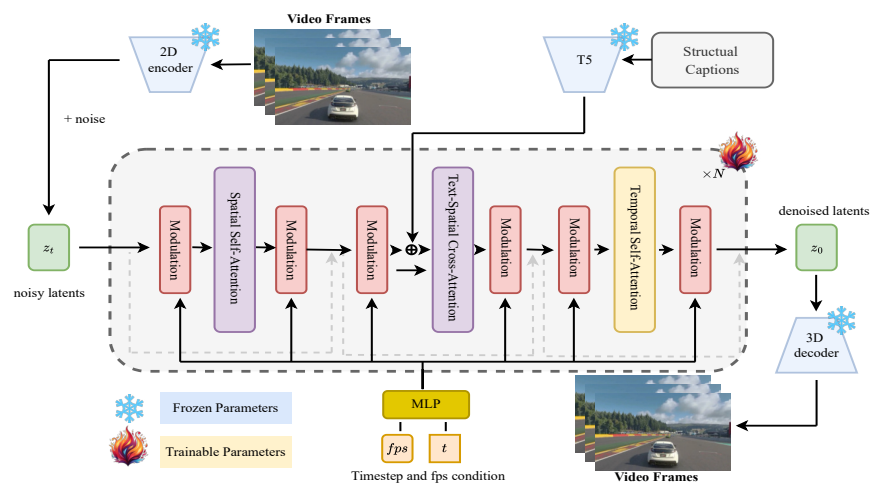 Video Frames
2D
encoder
T5
Structual
Captions
+ noise
×N
denoised latents
z_t
Modulation
Spatial Self-Attention
Modulation
Modulation
⊕
Text-Spatial Cross-Attention
Modulation
Modulation
Temporal Self-Attention
Modulation
z_0
noisy latents
3D
decoder
Frozen Parameters
MLP
Trainable Parameters
fps
t
Timestep and fps condition
Video Frames